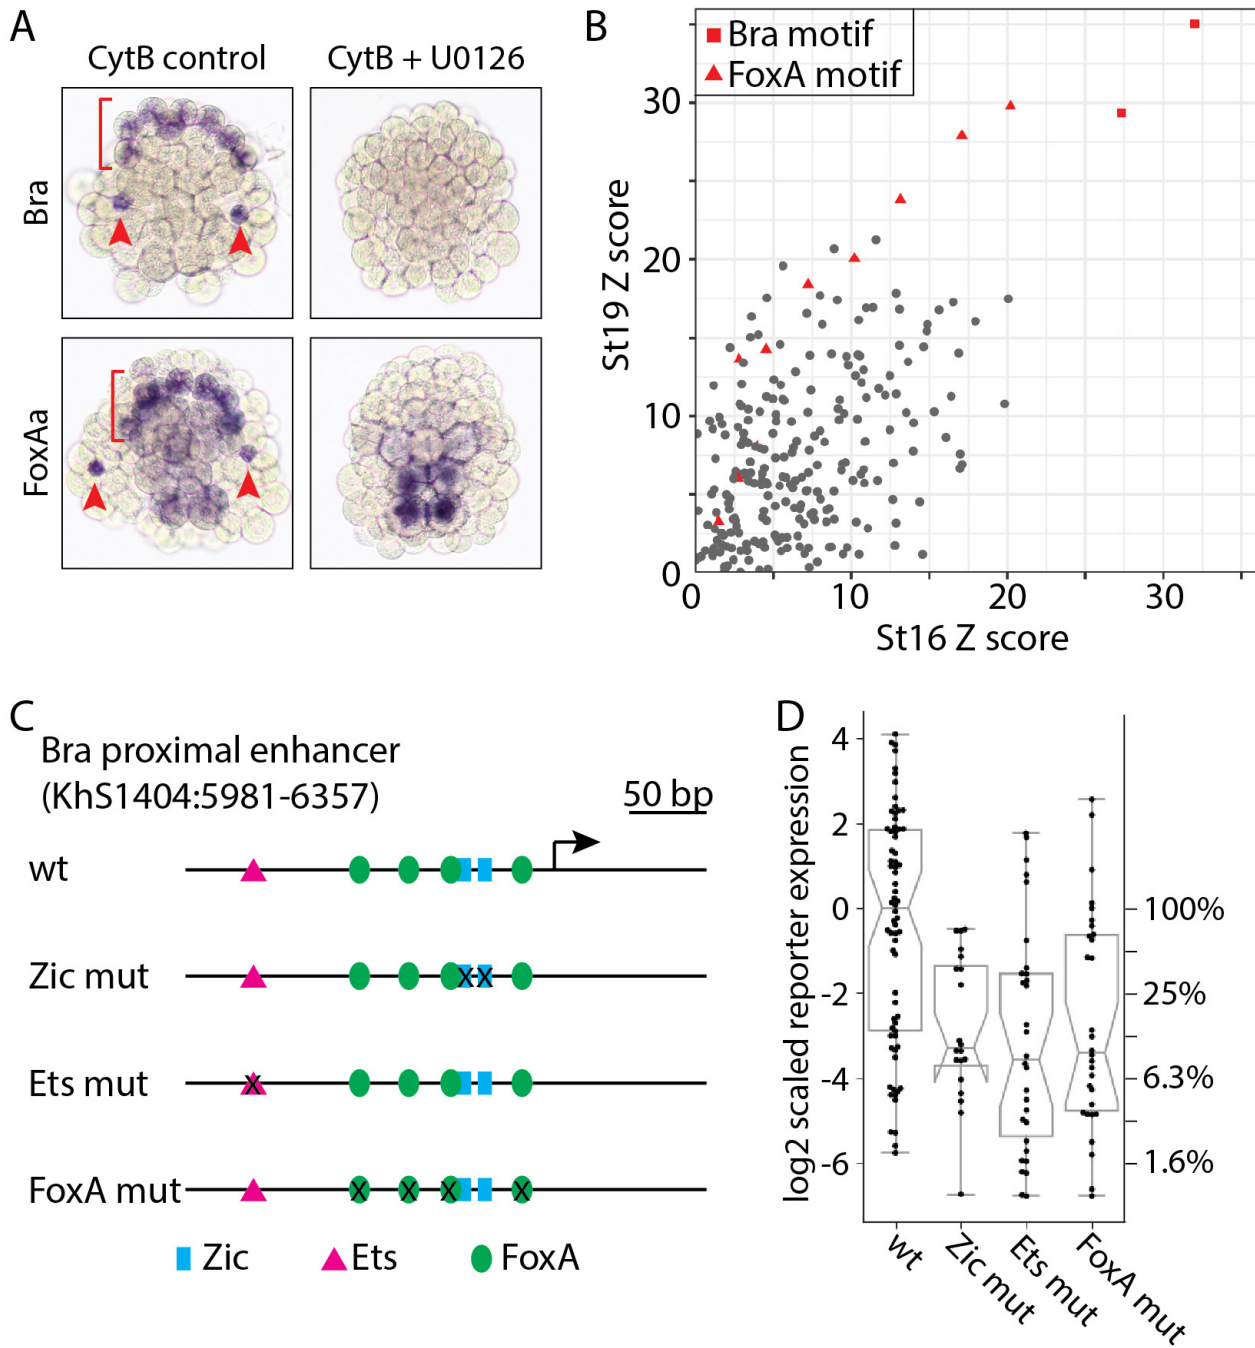 A
CytB control
CytB + U0126
Bra
FoxAa
B
Bra motif
FoxA motif
St19 Z score
30
20
10
0
0
10
20
30
St16 Z score
C
Bra proximal enhancer
(KhS1404:5981-6357)
50 bp
wt
Zic mut
X X
Ets mut
X
FoxA mut
X X X X
Zic
Ets
FoxA
D
log2 scaled reporter expression
4
2
0
-2
-4
-6
100%
25%
6.3%
1.6%
wt
Zic mut
Ets mut
FoxA mut